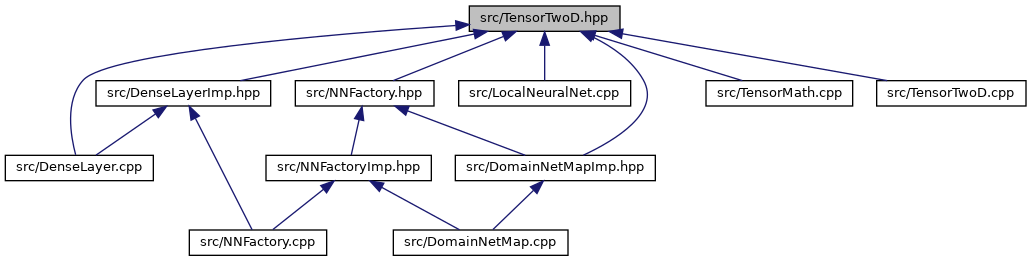 src/TensorTwoD.hpp
src/DenseLayerImp.hpp
src/NNFactory.hpp
src/LocalNeuralNet.cpp
src/TensorMath.cpp
src/TensorTwoD.cpp
src/DenseLayer.cpp
src/NNFactoryImp.hpp
src/DomainNetMapImp.hpp
src/NNFactory.cpp
src/DomainNetMap.cpp